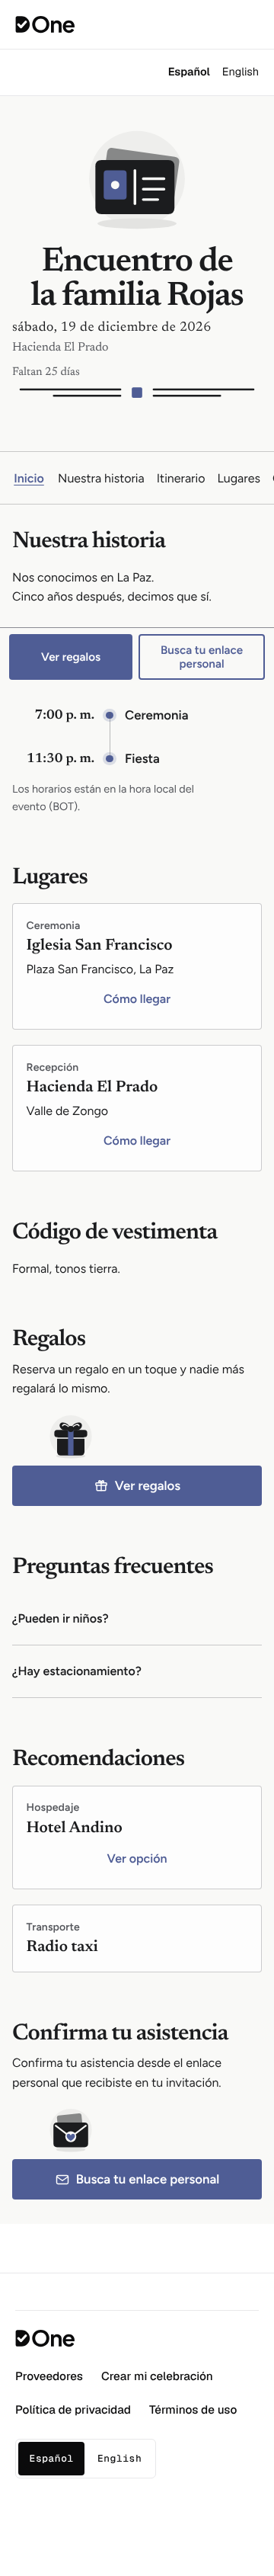 One
Español English
Encuentro de
la familia Rojas
sábado, 19 de diciembre de 2026
Hacienda El Prado
Faltan 25 días
Inicio Nuestra historia Itinerario Lugares
Nuestra historia
Nos conocimos en La Paz.
Cinco años después, decimos que sí.
Ver regalos
Busca tu enlace
personal
7:00 p. m. Ceremonia
11:30 p. m. Fiesta
Los horarios están en la hora local del
evento (BOT).
Lugares
Ceremonia
Iglesia San Francisco
Plaza San Francisco, La Paz
Cómo llegar
Recepción
Hacienda El Prado
Valle de Zongo
Cómo llegar
Código de vestimenta
Formal, tonos tierra.
Regalos
Reserva un regalo en un toque y nadie más
regalará lo mismo.
Ver regalos
Preguntas frecuentes
¿Pueden ir niños?
¿Hay estacionamiento?
Recomendaciones
Hospedaje
Hotel Andino
Ver opción
Transporte
Radio taxi
Confirma tu asistencia
Confirma tu asistencia desde el enlace
personal que recibiste en tu invitación.
Busca tu enlace personal
One
Proveedores Crear mi celebración
Política de privacidad Términos de uso
Español English